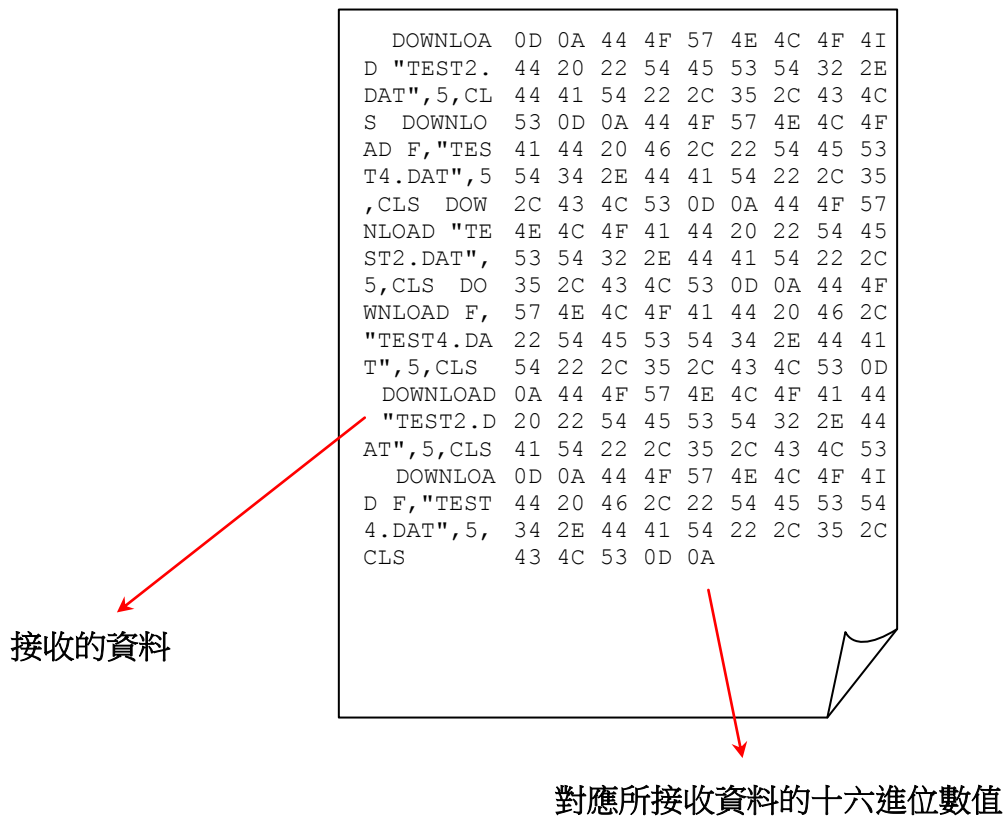 DOWNLOA 0D 0A 44 4F 57 4E 4C 4F 4I
D "TEST2. 44 20 22 54 45 53 54 32 2E
DAT",5,CL 44 41 54 22 2C 35 2C 43 4C
S DOWNLO 53 0D 0A 44 4F 57 4E 4C 4F
AD F,"TES 41 44 20 46 2C 22 54 45 53
T4.DAT",5 54 34 2E 44 41 54 22 2C 35
,CLS DOW 2C 43 4C 53 0D 0A 44 4F 57
NLOAD "TE 4E 4C 4F 41 44 20 22 54 45
ST2.DAT", 53 54 32 2E 44 41 54 22 2C
5,CLS DO 35 2C 43 4C 53 0D 0A 44 4F
WNLOAD F, 57 4E 4C 4F 41 44 20 46 2C
"TEST4.DA 22 54 45 53 54 34 2E 44 41
T",5,CLS 54 22 2C 35 2C 43 4C 53 0D
DOWNLOAD 0A 44 4F 57 4E 4C 4F 41 44
"TEST2.D 20 22 54 45 53 54 32 2E 44
AT",5,CLS 41 54 22 2C 35 2C 43 4C 53
DOWNLOA 0D 0A 44 4F 57 4E 4C 4F 4I
D F,"TEST 44 20 46 2C 22 54 45 53 54
4.DAT",5, 34 2E 44 41 54 22 2C 35 2C
CLS 43 4C 53 0D 0A
接收的資料
對應所接收資料的十六進位數值